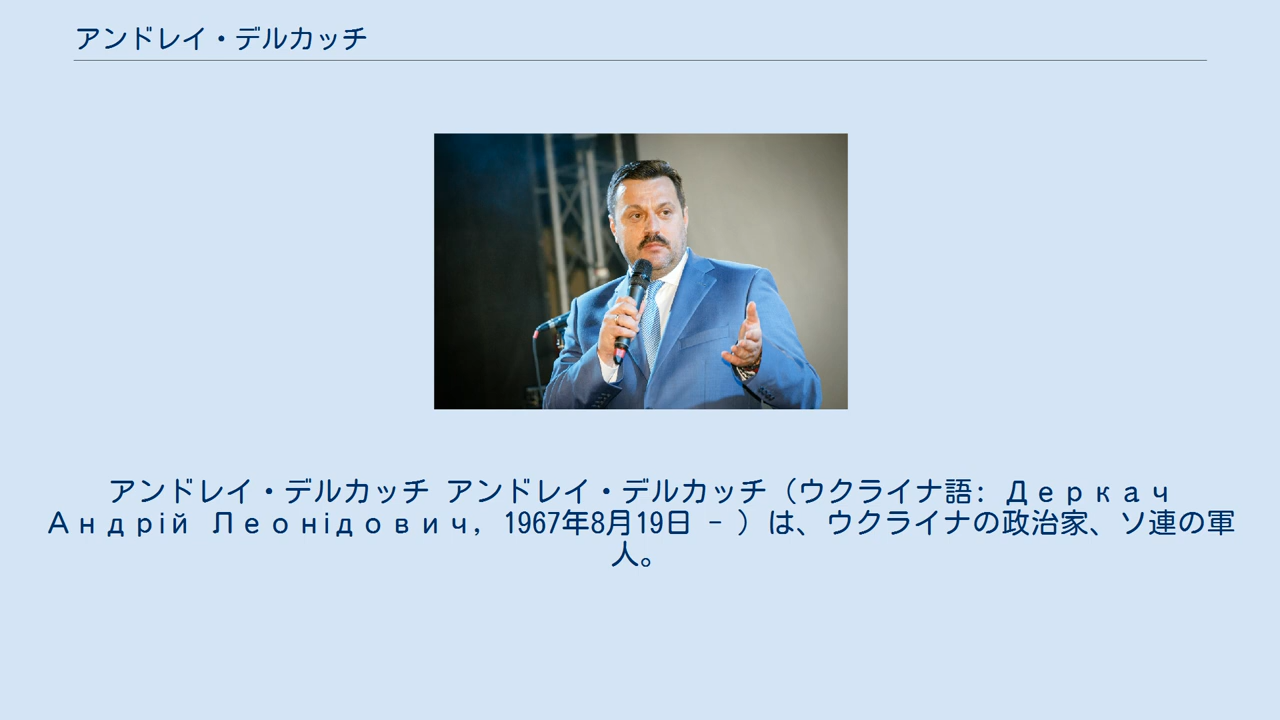 アンドレイ・デルカッチ
アンドレイ・デルカッチ アンドレイ・デルカッチ（ウクライナ語: Деркач
Андрій Леонідович, 1967年8月19日 - ）は、ウクライナの政治家、ソ連の軍
人。